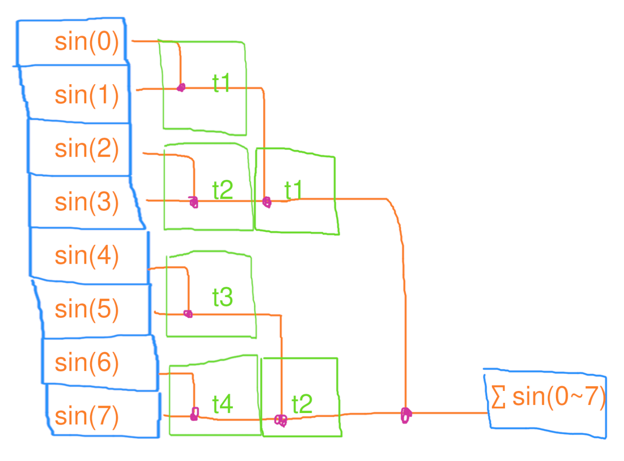 sin(0)
t1
sin(1)
sin(2)
sin(3)
t2
t1
sin(4)
t3
sin(5)
sin(6)
sin(7)
t4
t2
∑ sin(0~7)